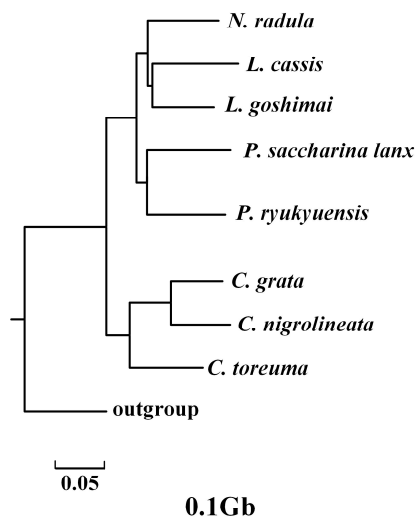 N. radula
L. cassis
L. goshimai
P. saccharina lanx
P. ryukyuensis
C. grata
C. nigrolineata
C. toreuma
outgroup
0.05
0.1Gb